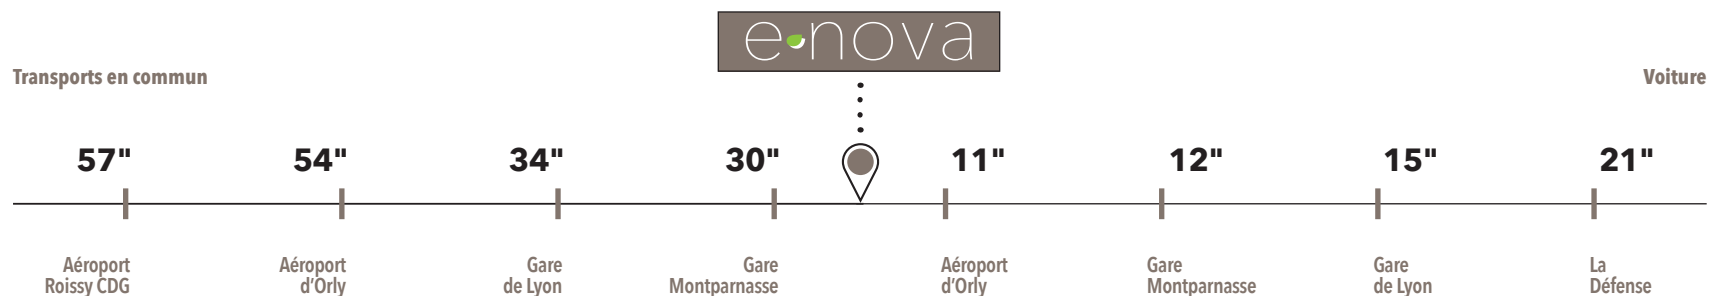 e-nova
Transports en commun
Voiture
57" 54" 34" 30" 11" 12" 15" 21"
Aéroport
Roissy CDG
Aéroport
d'Orly
Gare
de Lyon
Gare
Montparnasse
Aéroport
d'Orly
Gare
Montparnasse
Gare
de Lyon
La
Défense